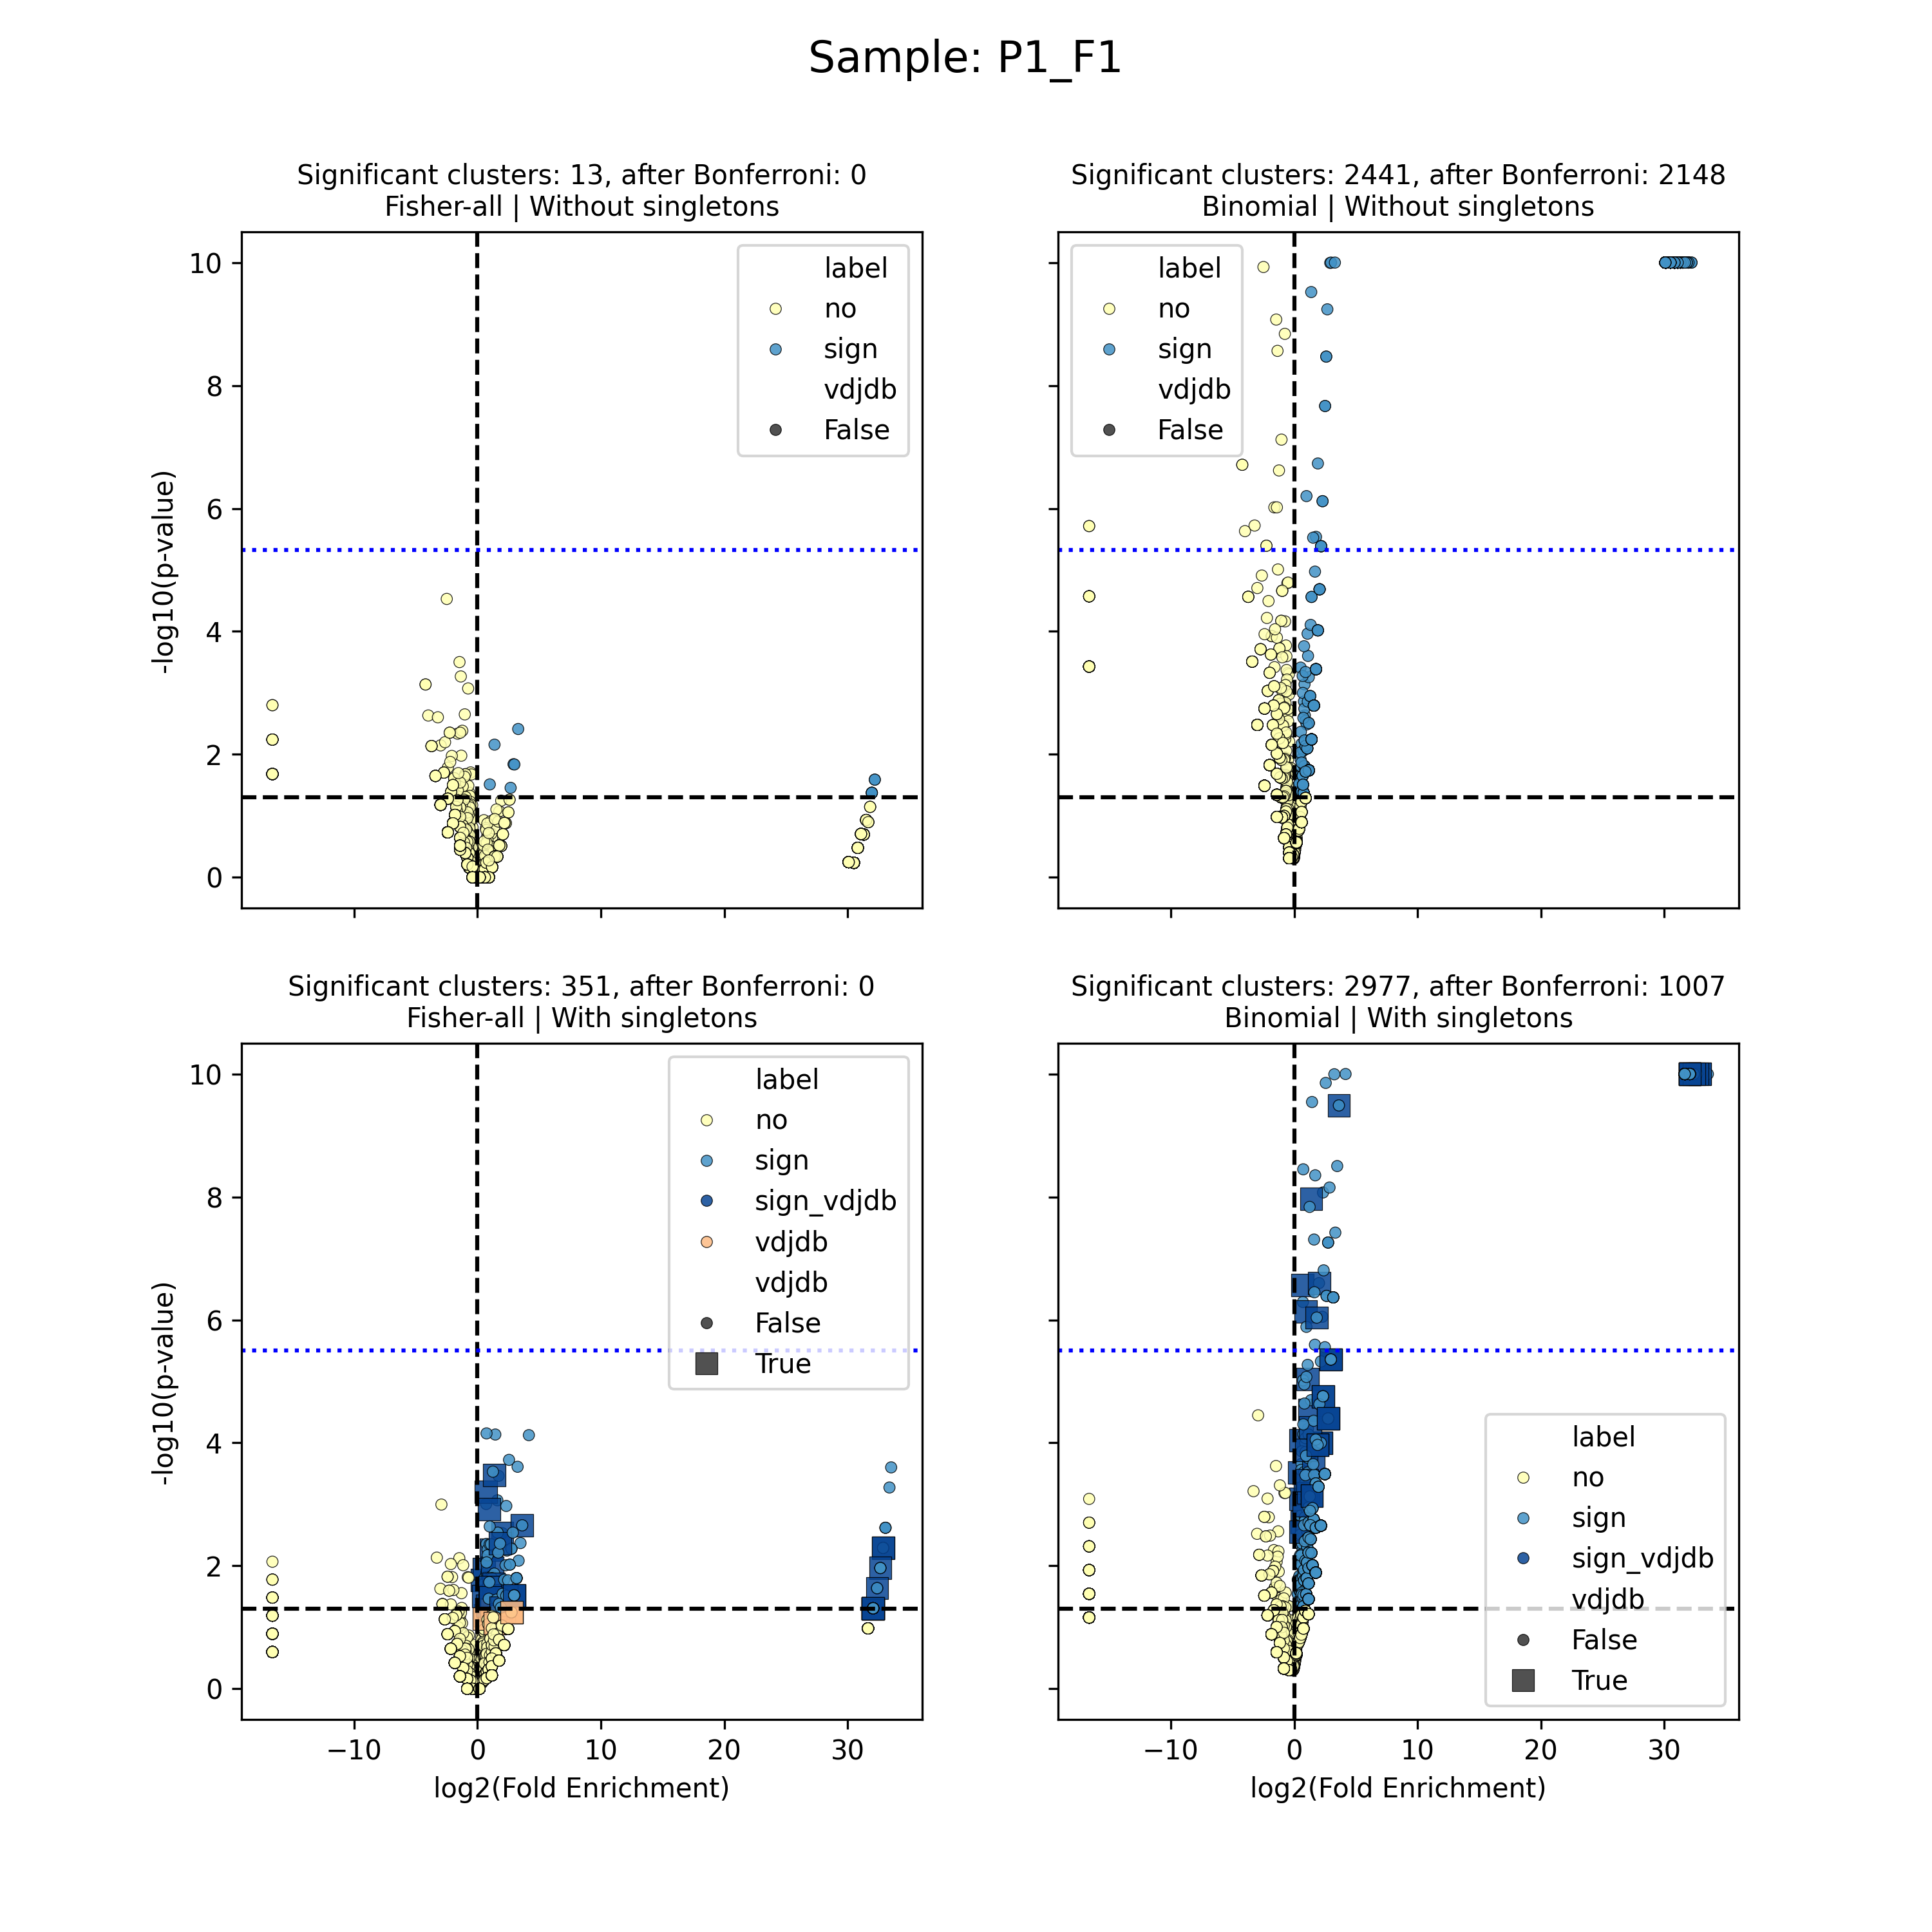 Sample: P1_F1
Significant clusters: 13, after Bonferroni: 0
Fisher-all | Without singletons
-log10(p-value)
10
8
6
4
2
0
label
no
sign
vdjdb
False
Significant clusters: 2441, after Bonferroni: 2148
Binomial | Without singletons
label
no
sign
vdjdb
False
Significant clusters: 351, after Bonferroni: 0
Fisher-all | With singletons
-log10(p-value)
10
8
6
4
2
0
label
no
sign
sign_vdjdb
vdjdb
vdjdb
False
True
−10 0 10 20 30
log2(Fold Enrichment)
Significant clusters: 2977, after Bonferroni: 1007
Binomial | With singletons
label
no
sign
sign_vdjdb
vdjdb
False
True
−10 0 10 20 30
log2(Fold Enrichment)